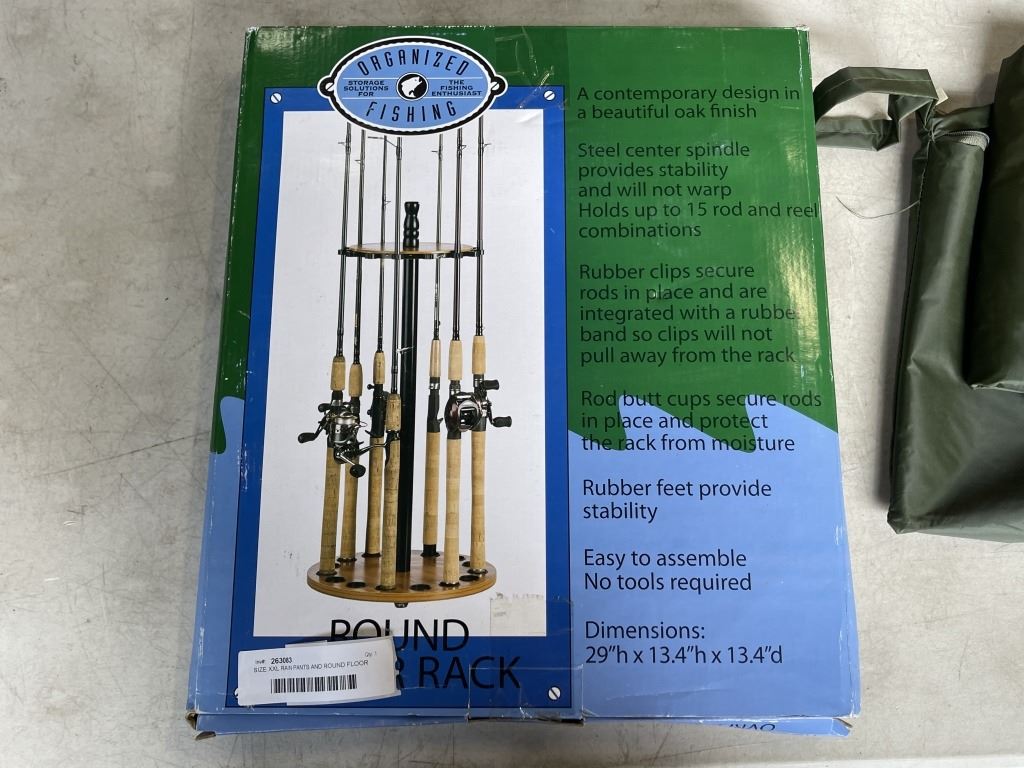 ORGANIZED
STORAGE SOLUTIONS FOR
THE FISHING ENTHUSIAST
FISHING
A contemporary design in
a beautiful oak finish
Steel center spindle
provides stability
and will not warp
Holds up to 15 rod and reel
combinations
Rubber clips secure
rods in place and are
integrated with a rubbe
band so clips will not
pull away from the rack
Rod butt cups secure rods
in place and protect
the rack from moisture
Rubber feet provide
stability
Easy to assemble
No tools required
Dimensions:
29"h x 13.4"h x 13.4"d
ROUND
R RACK
Inv#: 263083 Qty: 1
SIZE XXL RAIN PANTS AND ROUND FLOOR